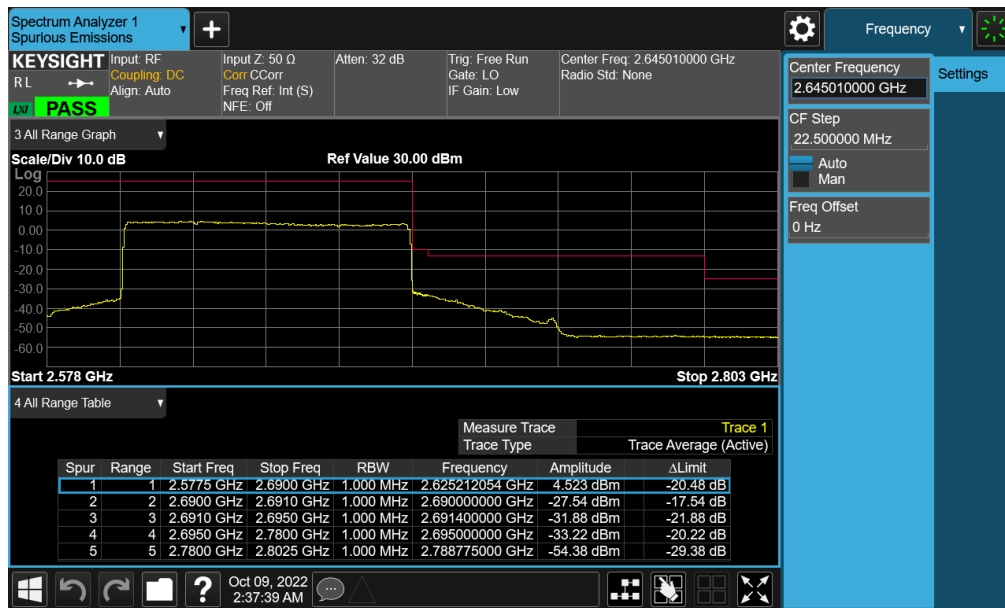 Spectrum Analyzer 1
Spurious Emissions
Frequency
KEYSIGHT
R L
LXI
PASS
Input: RF
Coupling: DC
Align: Auto
Input Z: 50 Ω
Corr CCorr
Freq Ref: Int (S)
NFE: Off
Atten: 32 dB
Trig: Free Run
Gate: LO
IF Gain: Low
Center Freq: 2.645010000 GHz
Radio Std: None
Center Frequency
2.645010000 GHz
Settings
CF Step
22.500000 MHz
Auto
Man
Freq Offset
0 Hz
3 All Range Graph
Scale/Div 10.0 dB
Ref Value 30.00 dBm
Log
20.0
10.0
0.00
-10.0
-20.0
-30.0
-40.0
-50.0
-60.0
Start 2.578 GHz
Stop 2.803 GHz
4 All Range Table
Measure Trace Trace 1
Trace Type Trace Average (Active)
Spur Range Start Freq Stop Freq RBW Frequency Amplitude ΔLimit
1 1 2.5775 GHz 2.6900 GHz 1.000 MHz 2.625212054 GHz 4.523 dBm -20.48 dB
2 2 2.6900 GHz 2.6910 GHz 1.000 MHz 2.690000000 GHz -27.54 dBm -17.54 dB
3 3 2.6910 GHz 2.6950 GHz 1.000 MHz 2.691400000 GHz -31.88 dBm -21.88 dB
4 4 2.6950 GHz 2.7800 GHz 1.000 MHz 2.695000000 GHz -33.22 dBm -20.22 dB
5 5 2.7800 GHz 2.8025 GHz 1.000 MHz 2.788775000 GHz -54.38 dBm -29.38 dB
Oct 09, 2022
2:37:39 AM